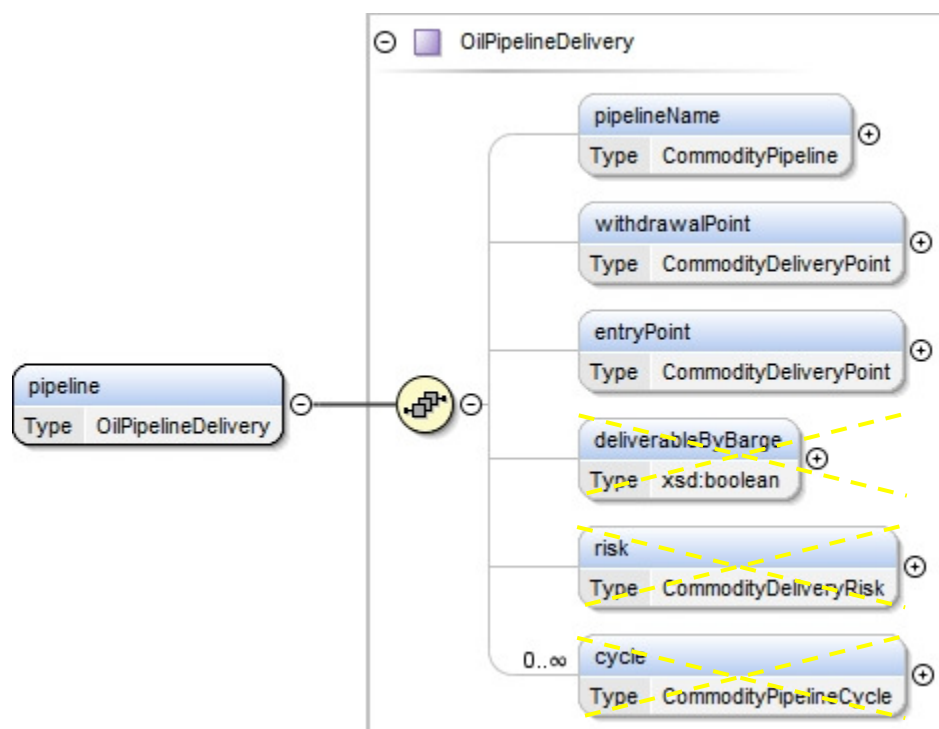 OilPipelineDelivery
pipelineName
Type CommodityPipeline
withdrawalPoint
Type CommodityDeliveryPoint
entryPoint
Type CommodityDeliveryPoint
pipeline
Type OilPipelineDelivery
deliverableByBarge
Type xsd:boolean
risk
Type CommodityDeliveryRisk
0..∞ cycle
Type CommodityPipelineCycle